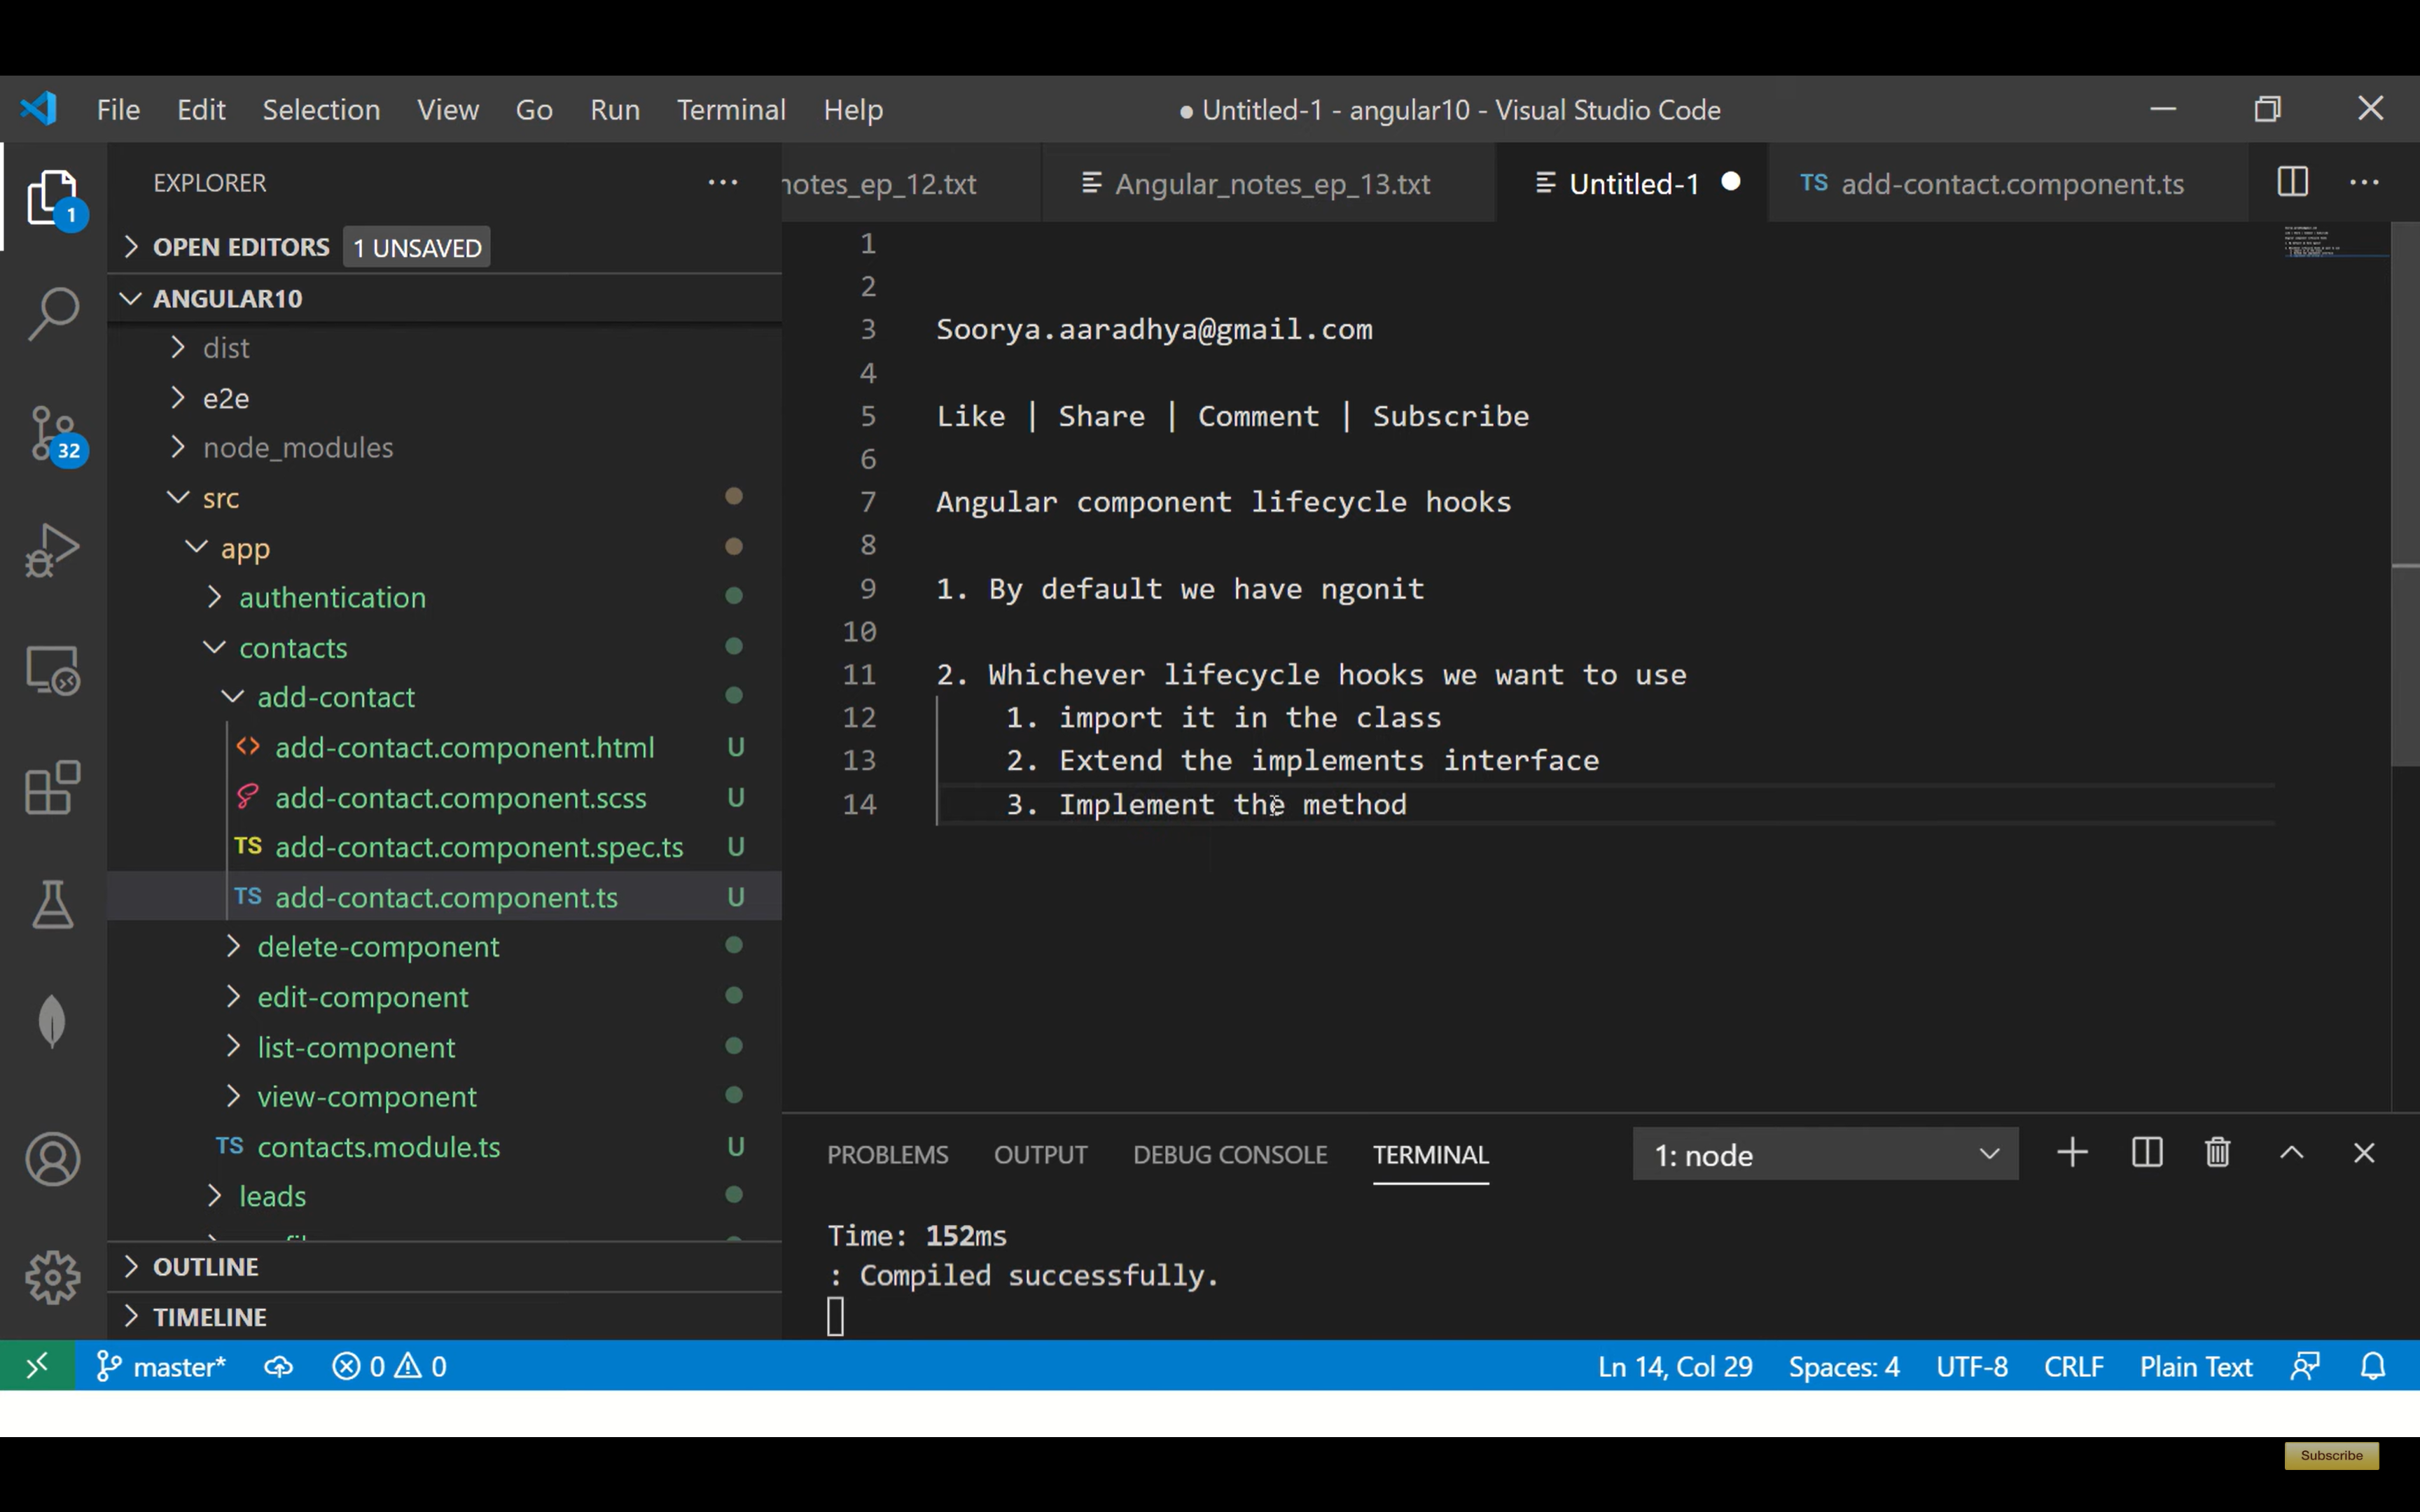 File Edit Selection View Go Run Terminal Help
● Untitled-1 - angular10 - Visual Studio Code
EXPLORER
notes_ep_12.txt
Angular_notes_ep_13.txt
Untitled-1
TS add-contact.component.ts
1
OPEN EDITORS 1 UNSAVED
ANGULAR10
dist
e2e
node_modules
32
src
app
authentication
contacts
add-contact
add-contact.component.html U
add-contact.component.scss U
TS add-contact.component.spec.ts U
TS add-contact.component.ts U
delete-component
edit-component
list-component
view-component
TS contacts.module.ts U
leads
OUTLINE
TIMELINE
1
2
3 Soorya.aaradhya@gmail.com
4
5 Like | Share | Comment | Subscribe
6
7 Angular component lifecycle hooks
8
9 1. By default we have ngonit
10
11 2. Whichever lifecycle hooks we want to use
12 1. import it in the class
13 2. Extend the implements interface
14 3. Implement the method
PROBLEMS OUTPUT DEBUG CONSOLE TERMINAL 1: node
Time: 152ms
: Compiled successfully.
master* 0 0 Ln 14, Col 29 Spaces: 4 UTF-8 CRLF Plain Text
Subscribe